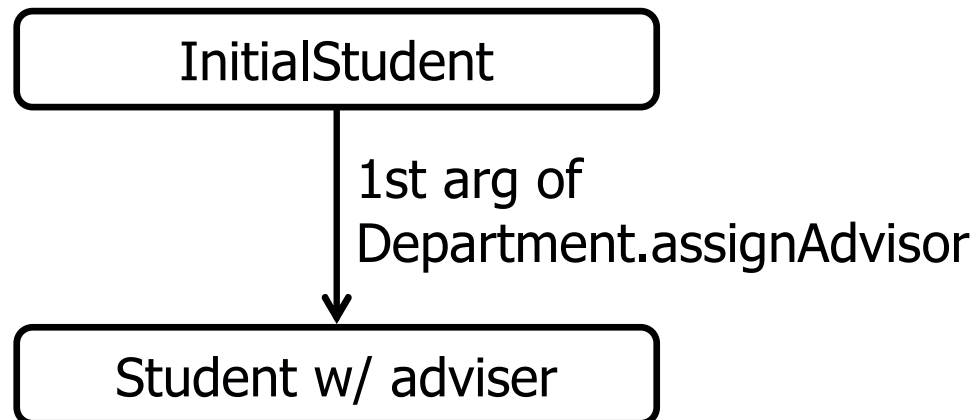 InitialStudent
1st arg of
Department.assignAdvisor
Student w/ adviser